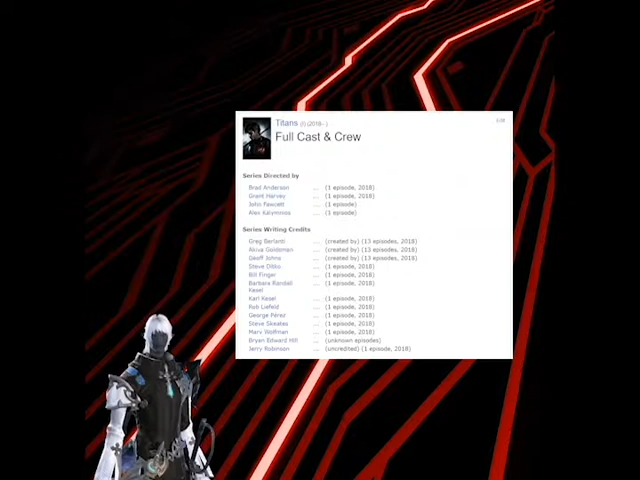 Titans (I) (2018– )
Edit
Full Cast & Crew
Series Directed by
Brad Anderson ... (1 episode, 2018)
Grant Harvey ... (1 episode, 2018)
John Fawcett ... (1 episode)
Alex Kalymnios ... (1 episode)
Series Writing Credits
Greg Berlanti ... (created by) (13 episodes, 2018)
Akiva Goldsman ... (created by) (13 episodes, 2018)
Geoff Johns ... (created by) (13 episodes, 2018)
Steve Ditko ... (1 episode, 2018)
Bill Finger ... (1 episode, 2018)
Barbara Randall ... (1 episode, 2018)
Kesel
Karl Kesel ... (1 episode, 2018)
Rob Liefeld ... (1 episode, 2018)
George Pérez ... (1 episode, 2018)
Steve Skeates ... (1 episode, 2018)
Marv Wolfman ... (1 episode, 2018)
Bryan Edward Hill ... (unknown episodes)
Jerry Robinson ... (uncredited) (1 episode, 2018)